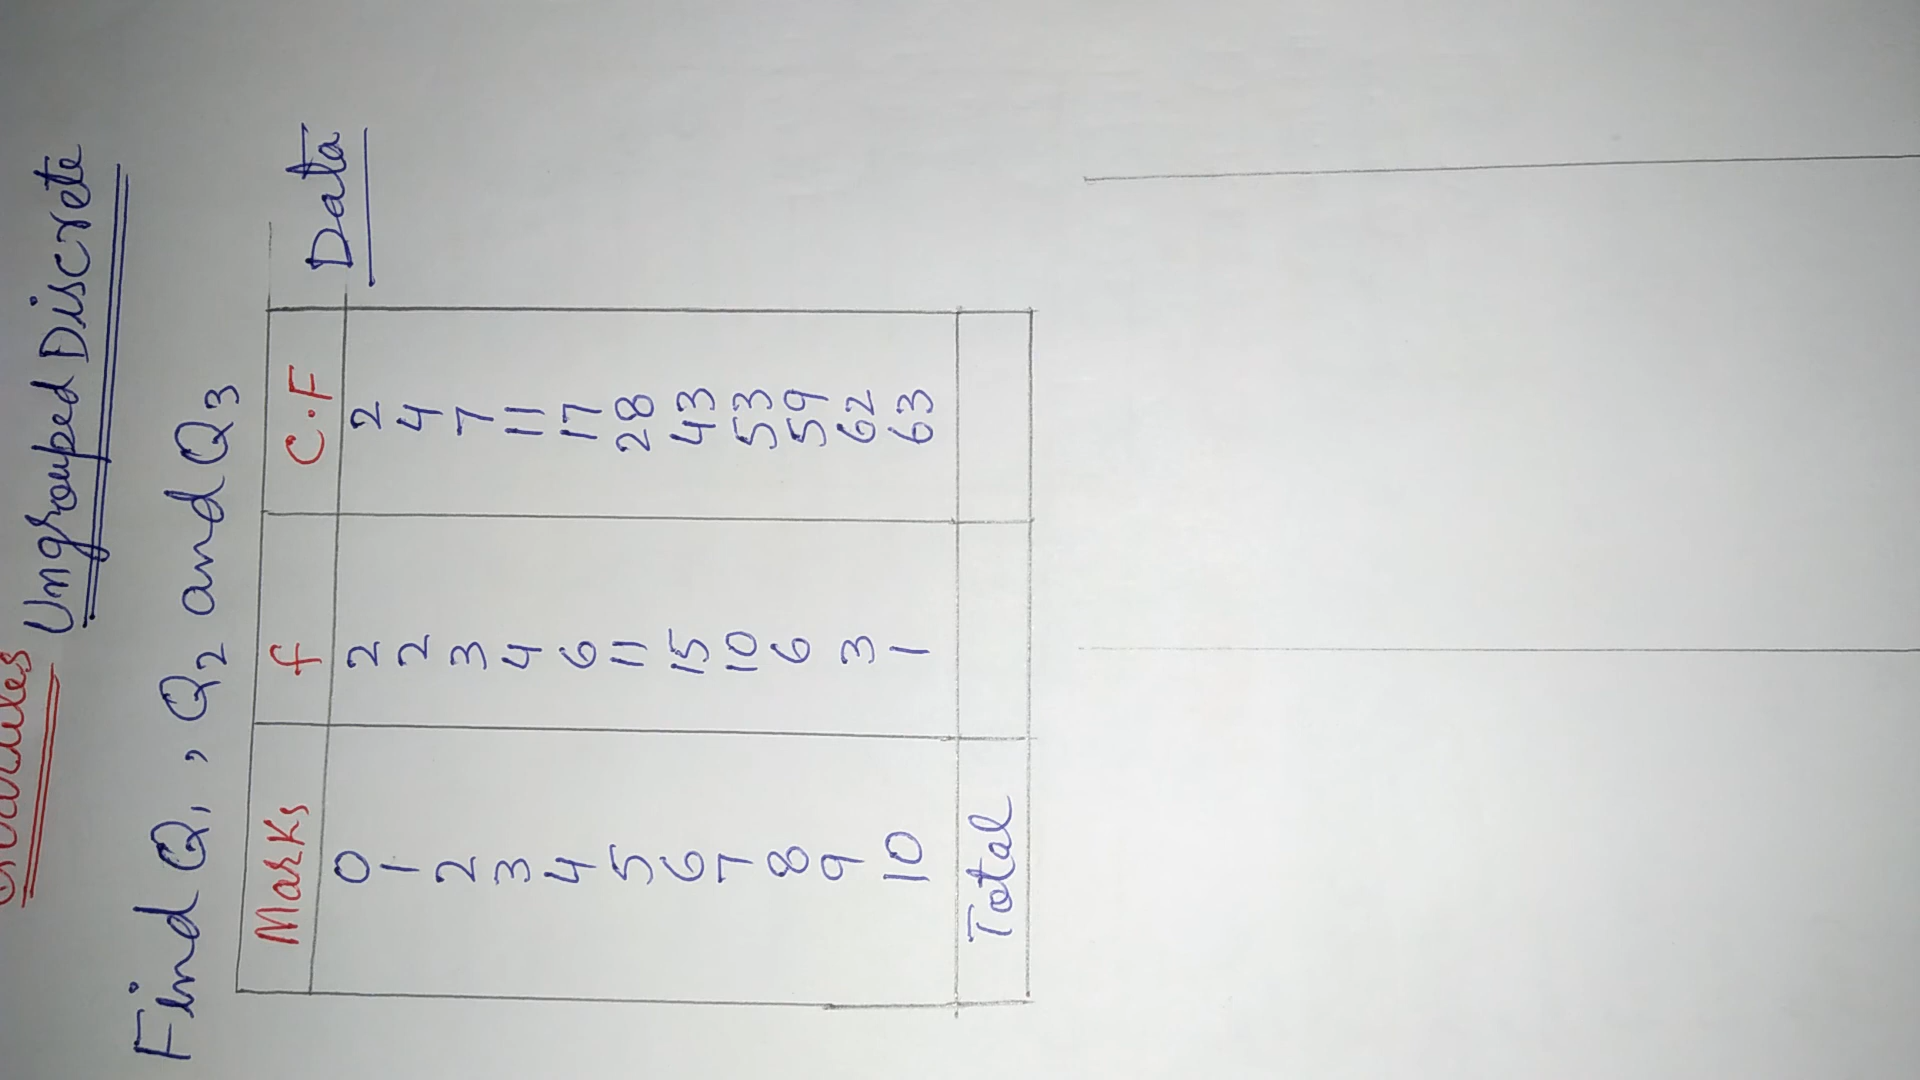 Ungrouped Discrete
Data
Find Q1, Q2 and Q3
Marks f C.F
0 2 2
1 2 4
2 3 7
3 4 11
4 6 17
5 11 28
6 15 43
7 10 53
8 6 59
9 3 62
10 1 63
Total